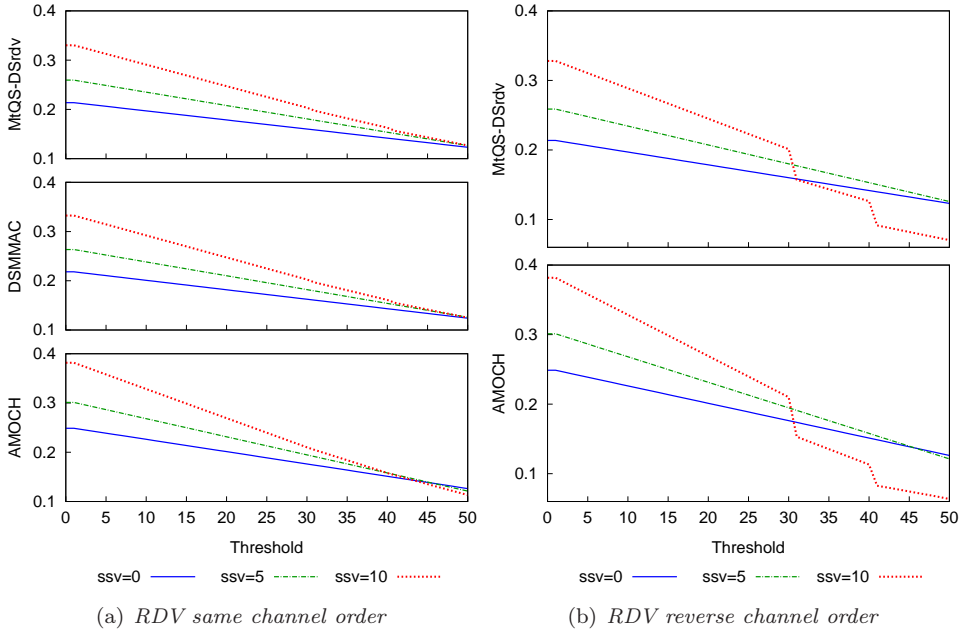 0.4
0.3
0.2
0.1
MtQS-DSrdv
0.4
0.3
0.2
0.1
DSMMAC
0.4
0.3
0.2
0.1
AMOCH
0 5 10 15 20 25 30 35 40 45 50
Threshold
ssv=0 ssv=5 ssv=10
(a) RDV same channel order
0.4
0.3
0.2
0.1
MtQS-DSrdv
0.4
0.3
0.2
0.1
AMOCH
0 5 10 15 20 25 30 35 40 45 50
Threshold
ssv=0 ssv=5 ssv=10
(b) RDV reverse channel order